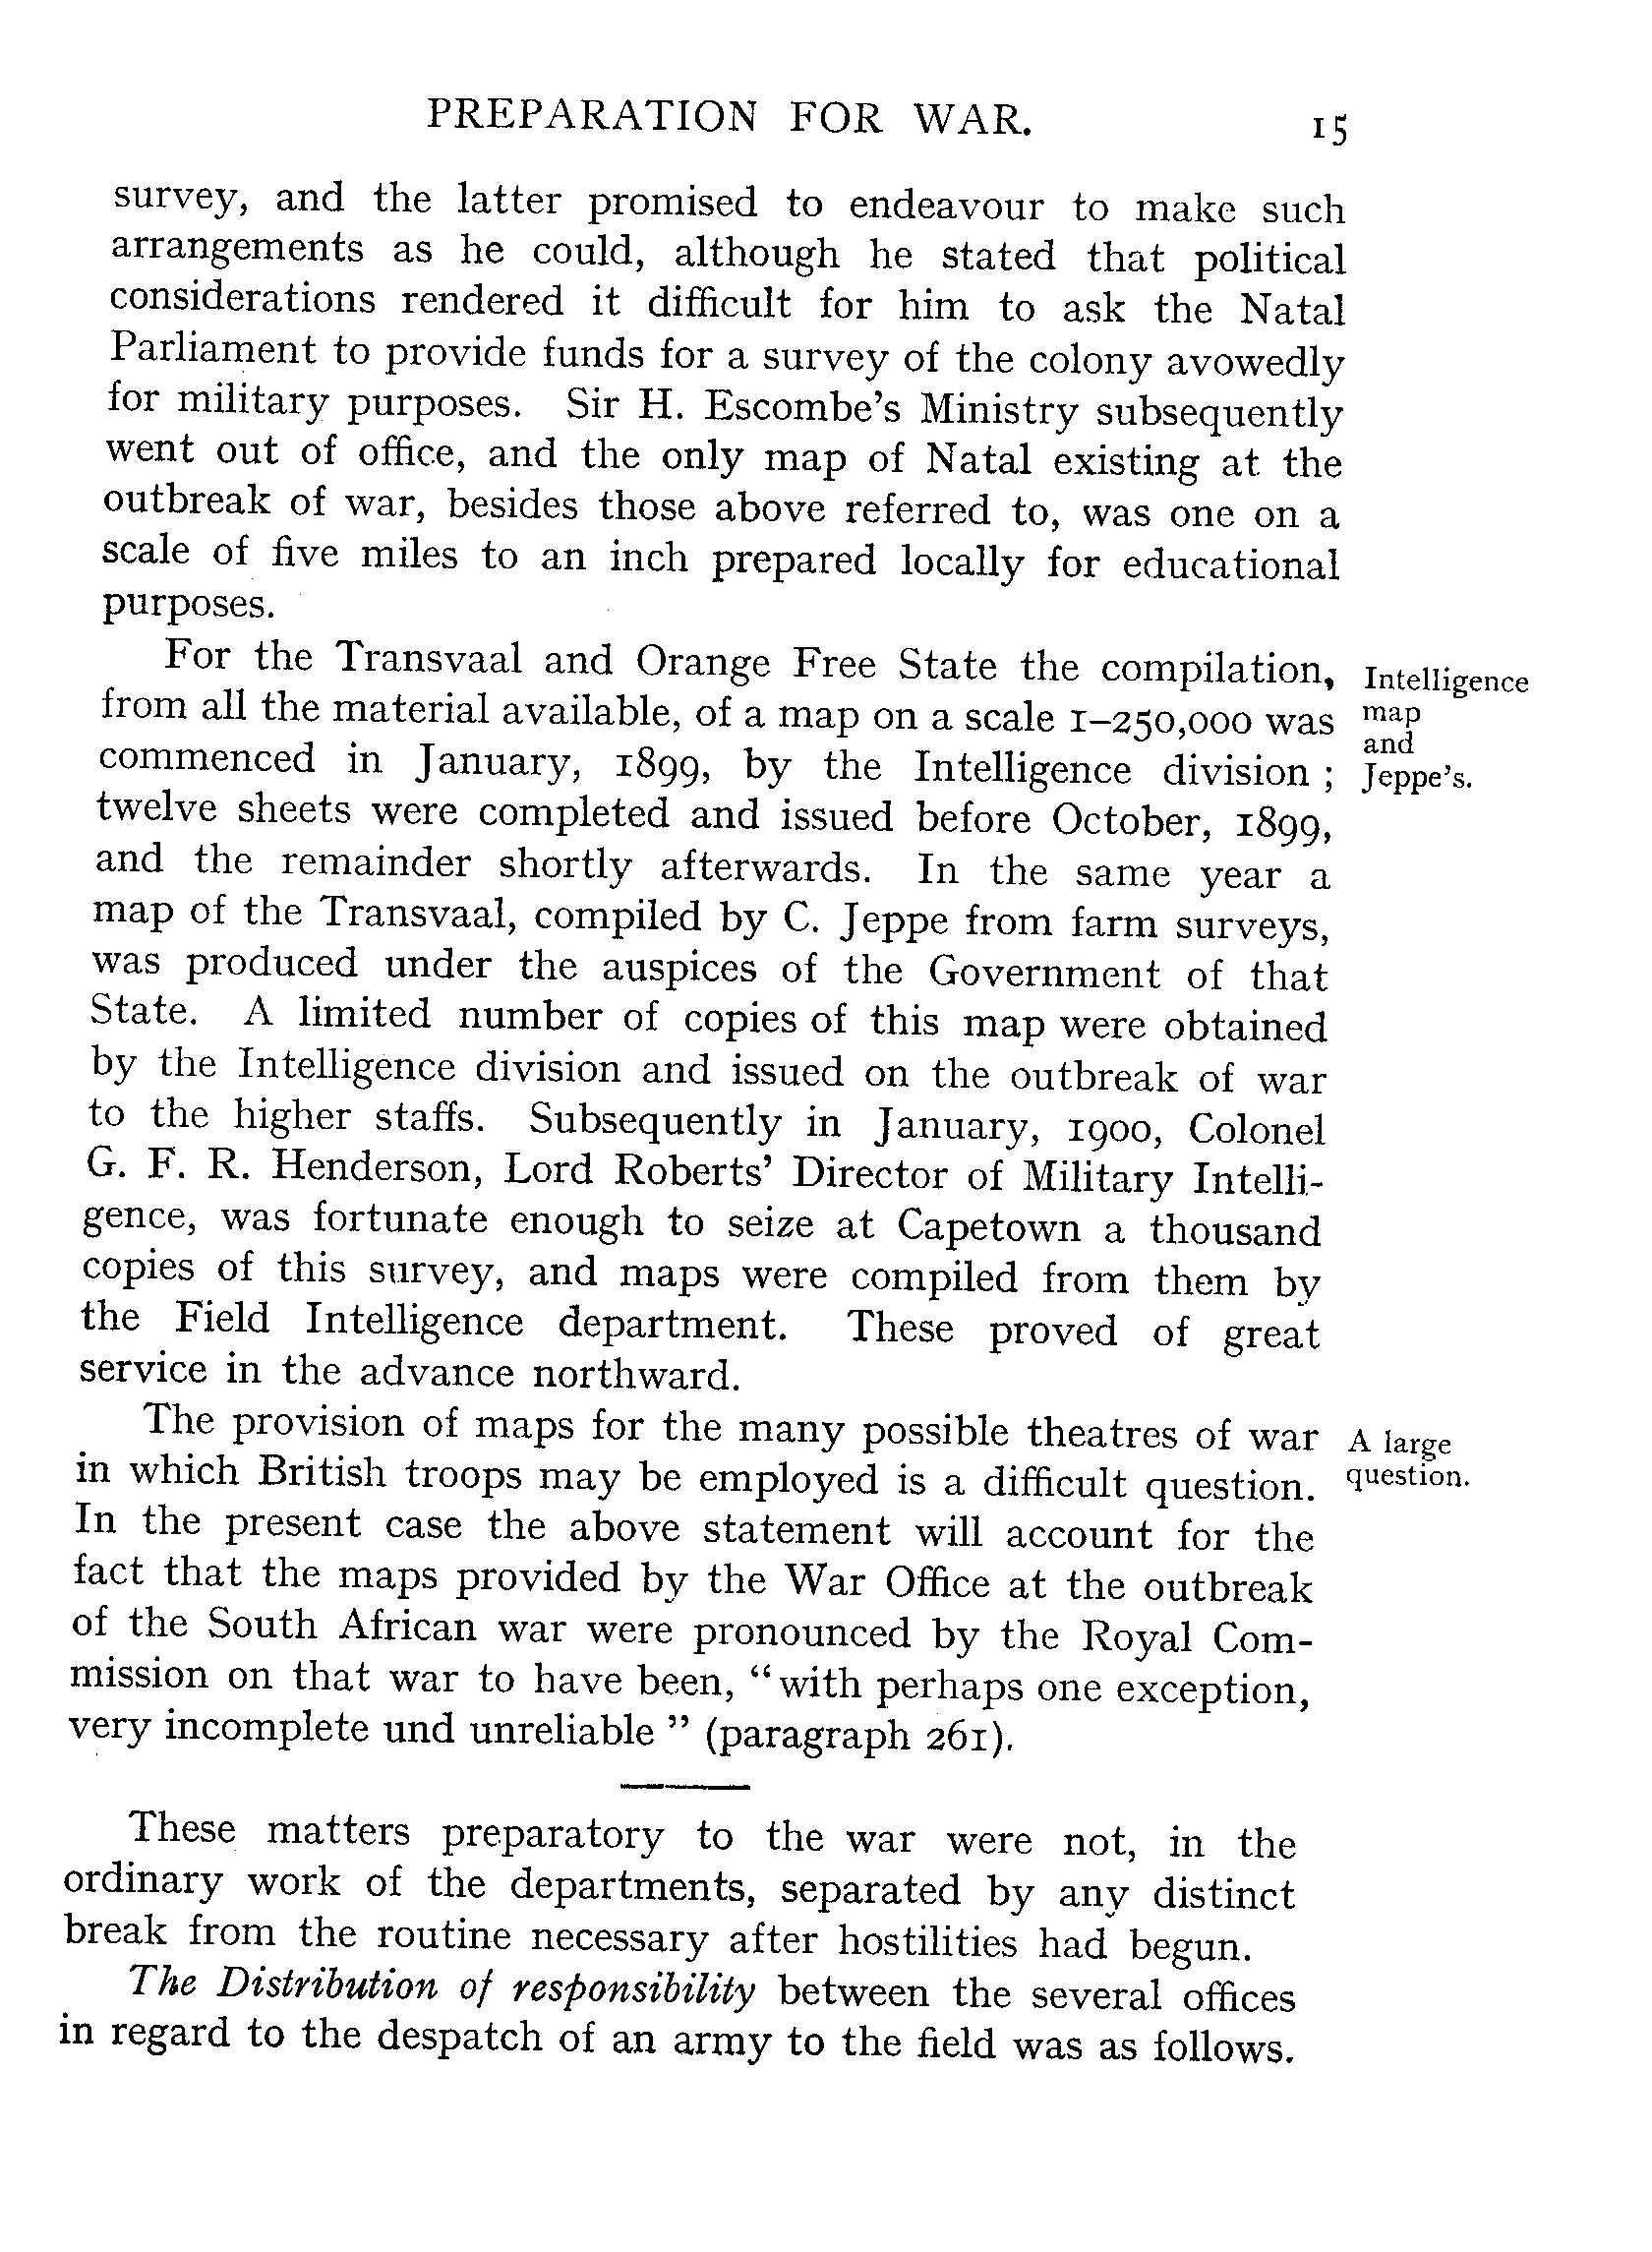 PREPARATION FOR WAR. 15
survey, and the latter promised to endeavour to make such
arrangements as he could, although he stated that political
considerations rendered it difficult for him to ask the Natal
Parliament to provide funds for a survey of the colony avowedly
for military purposes. Sir H. Escombe's Ministry subsequently
went out of office, and the only map of Natal existing at the
outbreak of war, besides those above referred to, was one on a
scale of five miles to an inch prepared locally for educational
purposes.
For the Transvaal and Orange Free State the compilation,
from all the material available, of a map on a scale 1–250,000 was
commenced in January, 1899, by the Intelligence division ;
twelve sheets were completed and issued before October, 1899,
and the remainder shortly afterwards. In the same year a
map of the Transvaal, compiled by C. Jeppe from farm surveys,
was produced under the auspices of the Government of that
State. A limited number of copies of this map were obtained
by the Intelligence division and issued on the outbreak of war
to the higher staffs. Subsequently in January, 1900, Colonel
G. F. R. Henderson, Lord Roberts' Director of Military Intelli-
gence, was fortunate enough to seize at Capetown a thousand
copies of this survey, and maps were compiled from them by
the Field Intelligence department. These proved of great
service in the advance northward.
Intelligence
map
and
Jeppe's.
The provision of maps for the many possible theatres of war
in which British troops may be employed is a difficult question.
In the present case the above statement will account for the
fact that the maps provided by the War Office at the outbreak
of the South African war were pronounced by the Royal Com-
mission on that war to have been, “with perhaps one exception,
very incomplete und unreliable ” (paragraph 261).
A large
question.
These matters preparatory to the war were not, in the
ordinary work of the departments, separated by any distinct
break from the routine necessary after hostilities had begun.
The Distribution of responsibility between the several offices
in regard to the despatch of an army to the field was as follows.